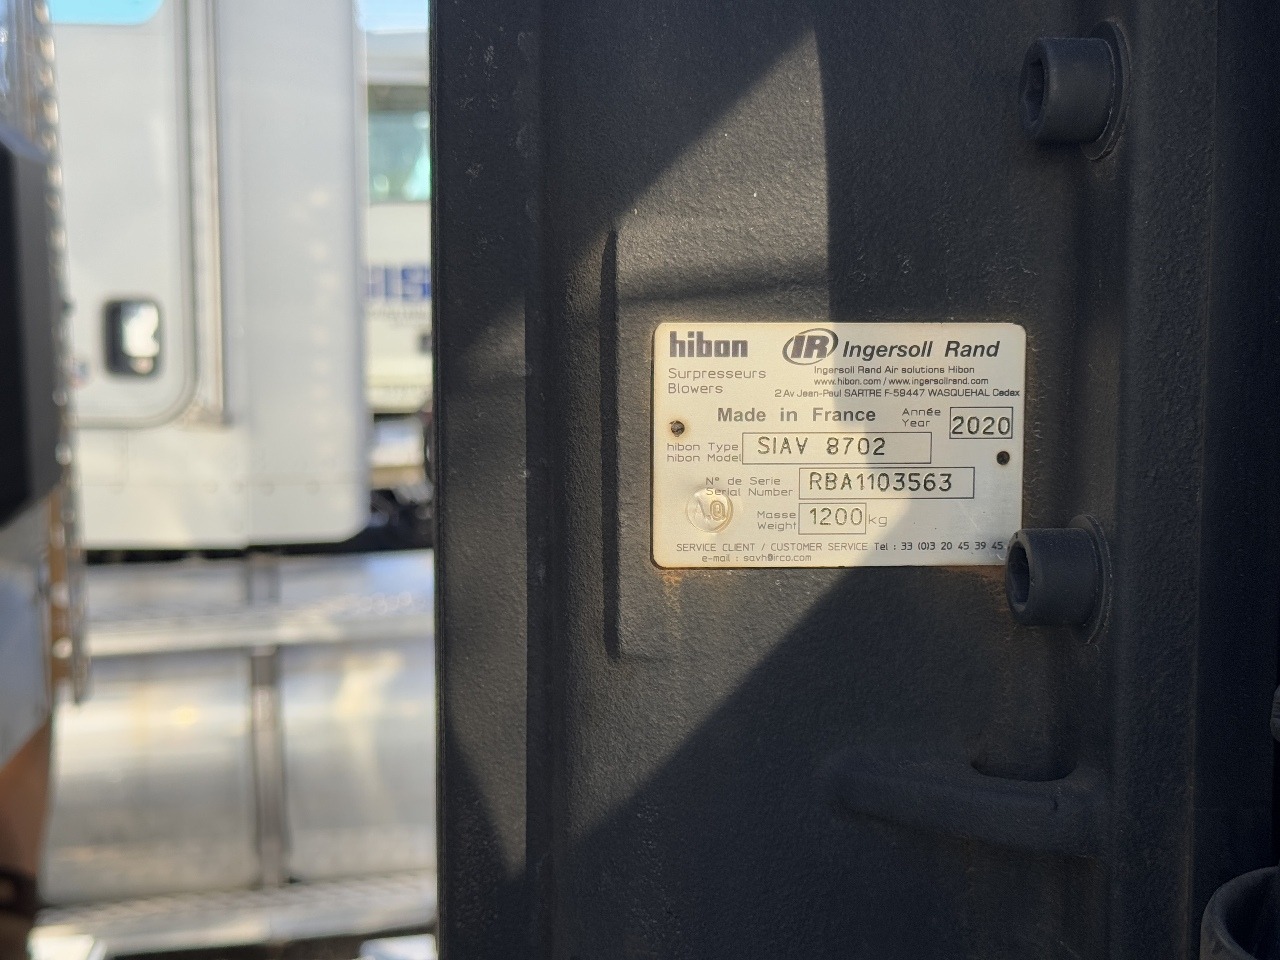 hibon
IR Ingersoll Rand
Surpresseurs
Blowers
Ingersoll Rand Air solutions Hibon
www.hibon.com / www.ingersollrand.com
2 Av Jean-Paul SARTRE F-59447 WASQUEHAL Cedex
Made in France
Année
Year
2020
hibon Type
hibon Model
SIAV 8702
N° de Serie
Serial Number
RBA1103563
Masse
Weight
1200 kg
SERVICE CLIENT / CUSTOMER SERVICE Tel : 33 (0)3 20 45 39 45
e-mail : savh@irco.com